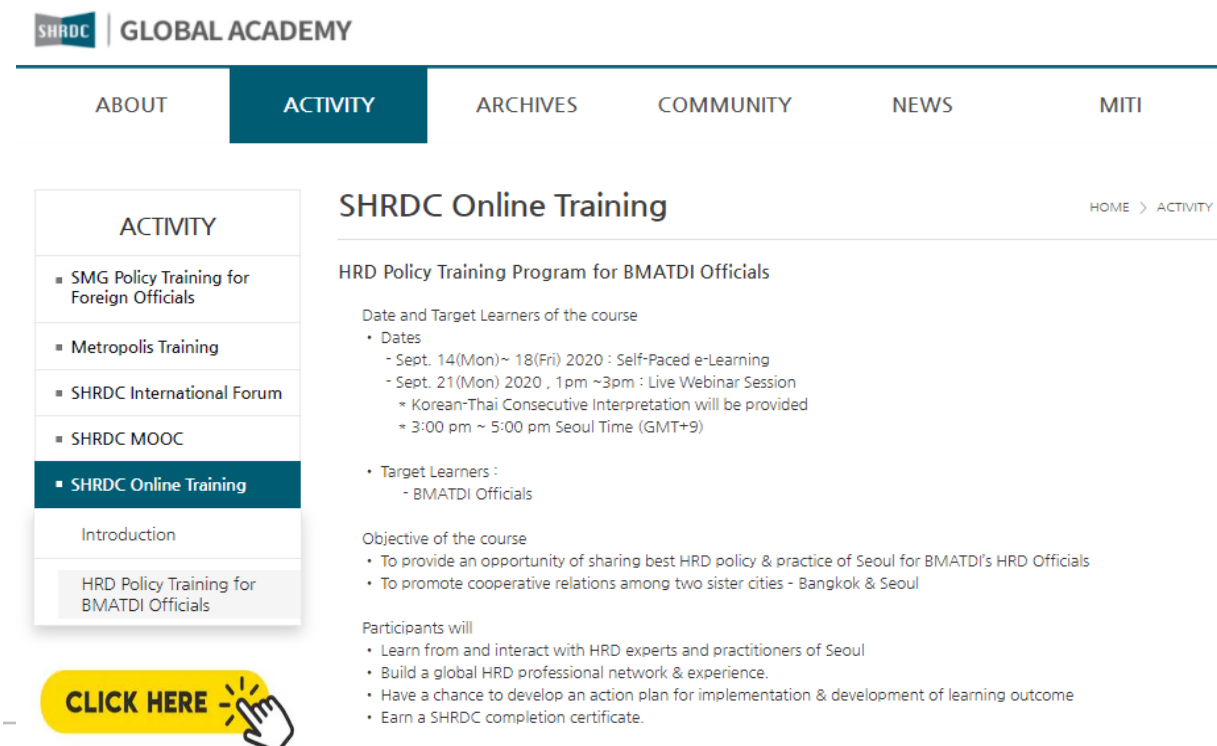 SHRDC GLOBAL ACADEMY
ABOUT ACTIVITY ARCHIVES COMMUNITY NEWS MITI
ACTIVITY
▪ SMG Policy Training for
Foreign Officials
▪ Metropolis Training
▪ SHRDC International Forum
▪ SHRDC MOOC
▪ SHRDC Online Training
Introduction
HRD Policy Training for
BMATDI Officials
CLICK HERE
SHRDC Online Training
HOME > ACTIVITY
HRD Policy Training Program for BMATDI Officials
Date and Target Learners of the course
• Dates
- Sept. 14(Mon)~ 18(Fri) 2020 : Self-Paced e-Learning
- Sept. 21(Mon) 2020 , 1pm ~3pm : Live Webinar Session
* Korean-Thai Consecutive Interpretation will be provided
* 3:00 pm ~ 5:00 pm Seoul Time (GMT+9)
• Target Learners :
- BMATDI Officials
Objective of the course
• To provide an opportunity of sharing best HRD policy & practice of Seoul for BMATDI's HRD Officials
• To promote cooperative relations among two sister cities - Bangkok & Seoul
Participants will
• Learn from and interact with HRD experts and practitioners of Seoul
• Build a global HRD professional network & experience.
• Have a chance to develop an action plan for implementation & development of learning outcome
• Earn a SHRDC completion certificate.